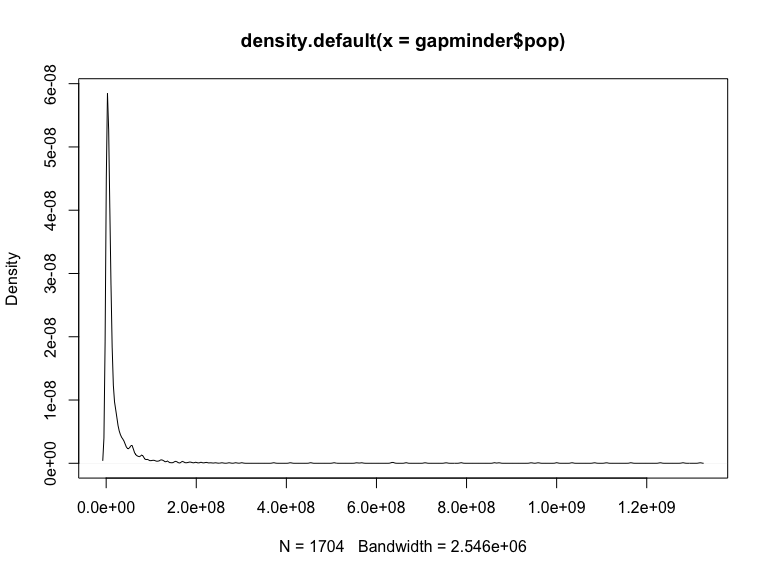 density.default(x = gapminder$pop)
Density
6e-08
5e-08
4e-08
3e-08
2e-08
1e-08
0e+00
0.0e+00 2.0e+08 4.0e+08 6.0e+08 8.0e+08 1.0e+09 1.2e+09
N = 1704 Bandwidth = 2.546e+06